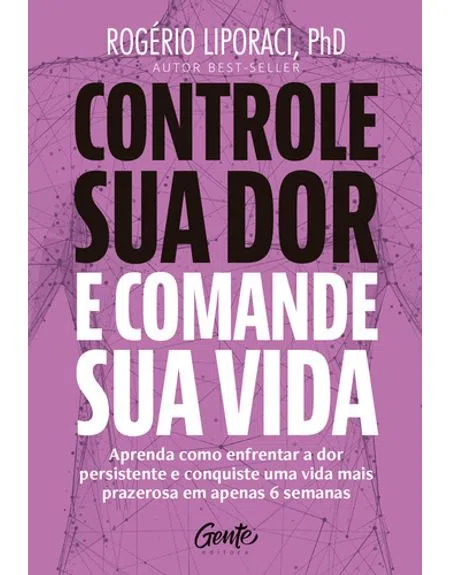 ROGÉRIO LIPORACI, PhD
AUTOR BEST-SELLER
CONTROLE
SUA DOR
E COMANDE
SUA VIDA
Aprenda como enfrentar a dor
persistente e conquiste uma vida mais
prazerosa em apenas 6 semanas
Gente
editora